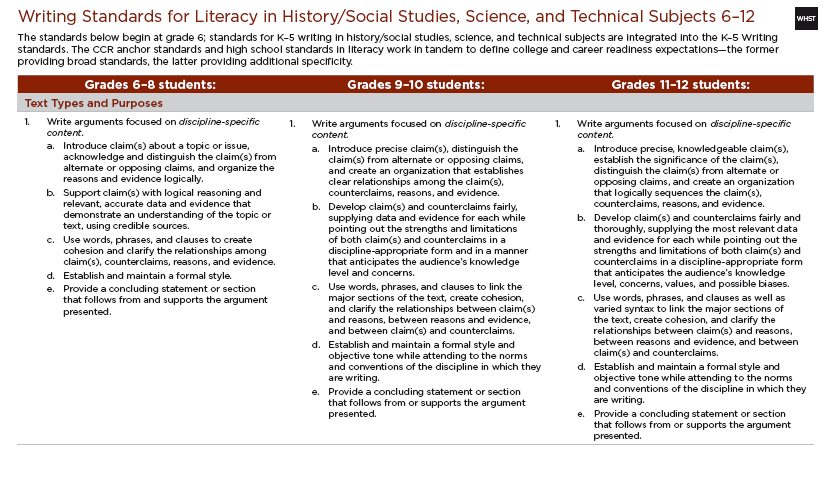 Writing Standards for Literacy in History/Social Studies, Science, and Technical Subjects 6–12
WHST
The standards below begin at grade 6; standards for K–5 writing in history/social studies, science, and technical subjects are integrated into the K–5 Writing
standards. The CCR anchor standards and high school standards in literacy work in tandem to define college and career readiness expectations—the former
providing broad standards, the latter providing additional specificity.
Grades 6–8 students:
Grades 9–10 students:
Grades 11–12 students:
Text Types and Purposes
1. Write arguments focused on discipline-specific
content.
a. Introduce claim(s) about a topic or issue,
acknowledge and distinguish the claim(s) from
alternate or opposing claims, and organize the
reasons and evidence logically.
b. Support claim(s) with logical reasoning and
relevant, accurate data and evidence that
demonstrate an understanding of the topic or
text, using credible sources.
c. Use words, phrases, and clauses to create
cohesion and clarify the relationships among
claim(s), counterclaims, reasons, and evidence.
d. Establish and maintain a formal style.
e. Provide a concluding statement or section
that follows from and supports the argument
presented.
1. Write arguments focused on discipline-specific
content.
a. Introduce precise claim(s), distinguish the
claim(s) from alternate or opposing claims,
and create an organization that establishes
clear relationships among the claim(s),
counterclaims, reasons, and evidence.
b. Develop claim(s) and counterclaims fairly,
supplying data and evidence for each while
pointing out the strengths and limitations
of both claim(s) and counterclaims in a
discipline-appropriate form and in a manner
that anticipates the audience's knowledge
level and concerns.
c. Use words, phrases, and clauses to link the
major sections of the text, create cohesion,
and clarify the relationships between claim(s)
and reasons, between reasons and evidence,
and between claim(s) and counterclaims.
d. Establish and maintain a formal style and
objective tone while attending to the norms
and conventions of the discipline in which they
are writing.
e. Provide a concluding statement or section
that follows from or supports the argument
presented.
1. Write arguments focused on discipline-specific
content.
a. Introduce precise, knowledgeable claim(s),
establish the significance of the claim(s),
distinguish the claim(s) from alternate or
opposing claims, and create an organization
that logically sequences the claim(s),
counterclaims, reasons, and evidence.
b. Develop claim(s) and counterclaims fairly and
thoroughly, supplying the most relevant data
and evidence for each while pointing out the
strengths and limitations of both claim(s) and
counterclaims in a discipline-appropriate form
that anticipates the audience's knowledge
level, concerns, values, and possible biases.
c. Use words, phrases, and clauses as well as
varied syntax to link the major sections of
the text, create cohesion, and clarify the
relationships between claim(s) and reasons,
between reasons and evidence, and between
claim(s) and counterclaims.
d. Establish and maintain a formal style and
objective tone while attending to the norms
and conventions of the discipline in which they
are writing.
e. Provide a concluding statement or section
that follows from or supports the argument
presented.